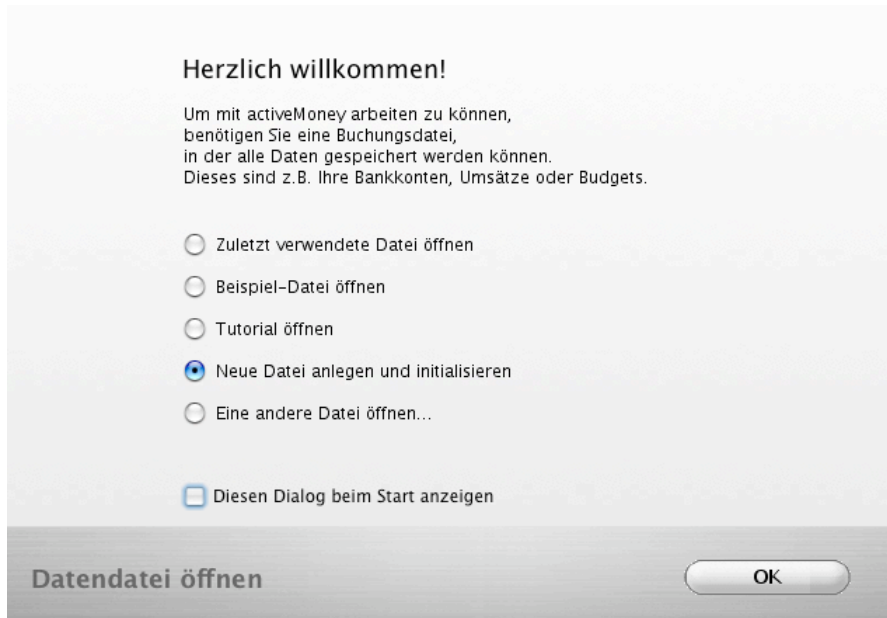 Herzlich willkommen!
Um mit activeMoney arbeiten zu können,
benötigen Sie eine Buchungsdatei,
in der alle Daten gespeichert werden können.
Dieses sind z.B. Ihre Bankkonten, Umsätze oder Budgets.
Zuletzt verwendete Datei öffnen
Beispiel-Datei öffnen
Tutorial öffnen
Neue Datei anlegen und initialisieren
Eine andere Datei öffnen...
Diesen Dialog beim Start anzeigen
Datendatei öffnen
OK